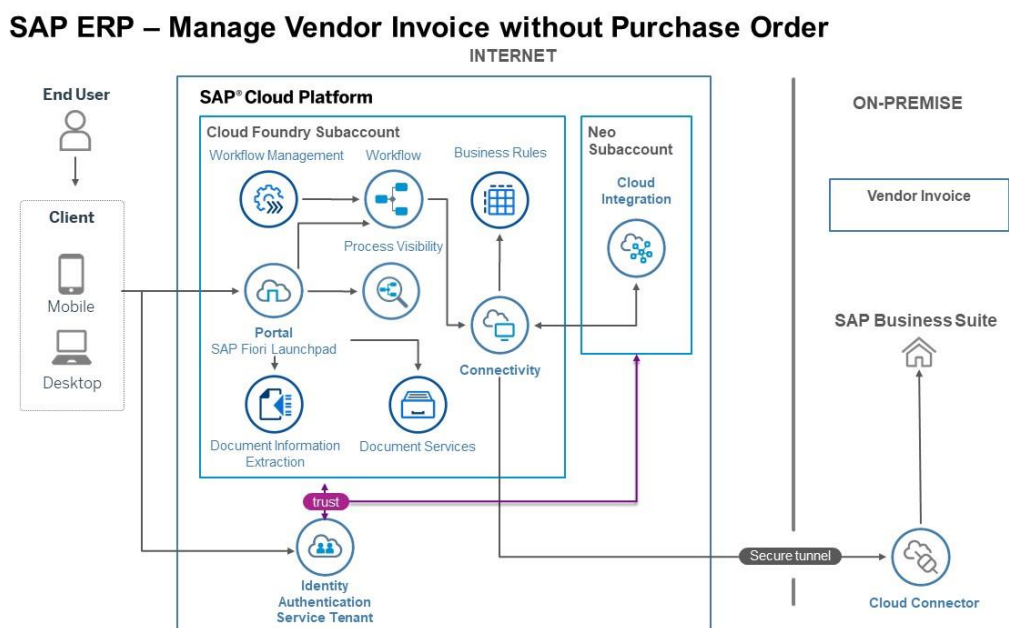 SAP ERP – Manage Vendor Invoice without Purchase Order
INTERNET
End User
Client
Mobile
Desktop
SAP® Cloud Platform
Cloud Foundry Subaccount
Workflow Management
Workflow
Business Rules
Process Visibility
Portal
SAP Fiori Launchpad
Connectivity
Document Information
Extraction
Document Services
Neo
Subaccount
Cloud
Integration
trust
Identity
Authentication
Service Tenant
Secure tunnel
ON-PREMISE
Vendor Invoice
SAP Business Suite
Cloud Connector